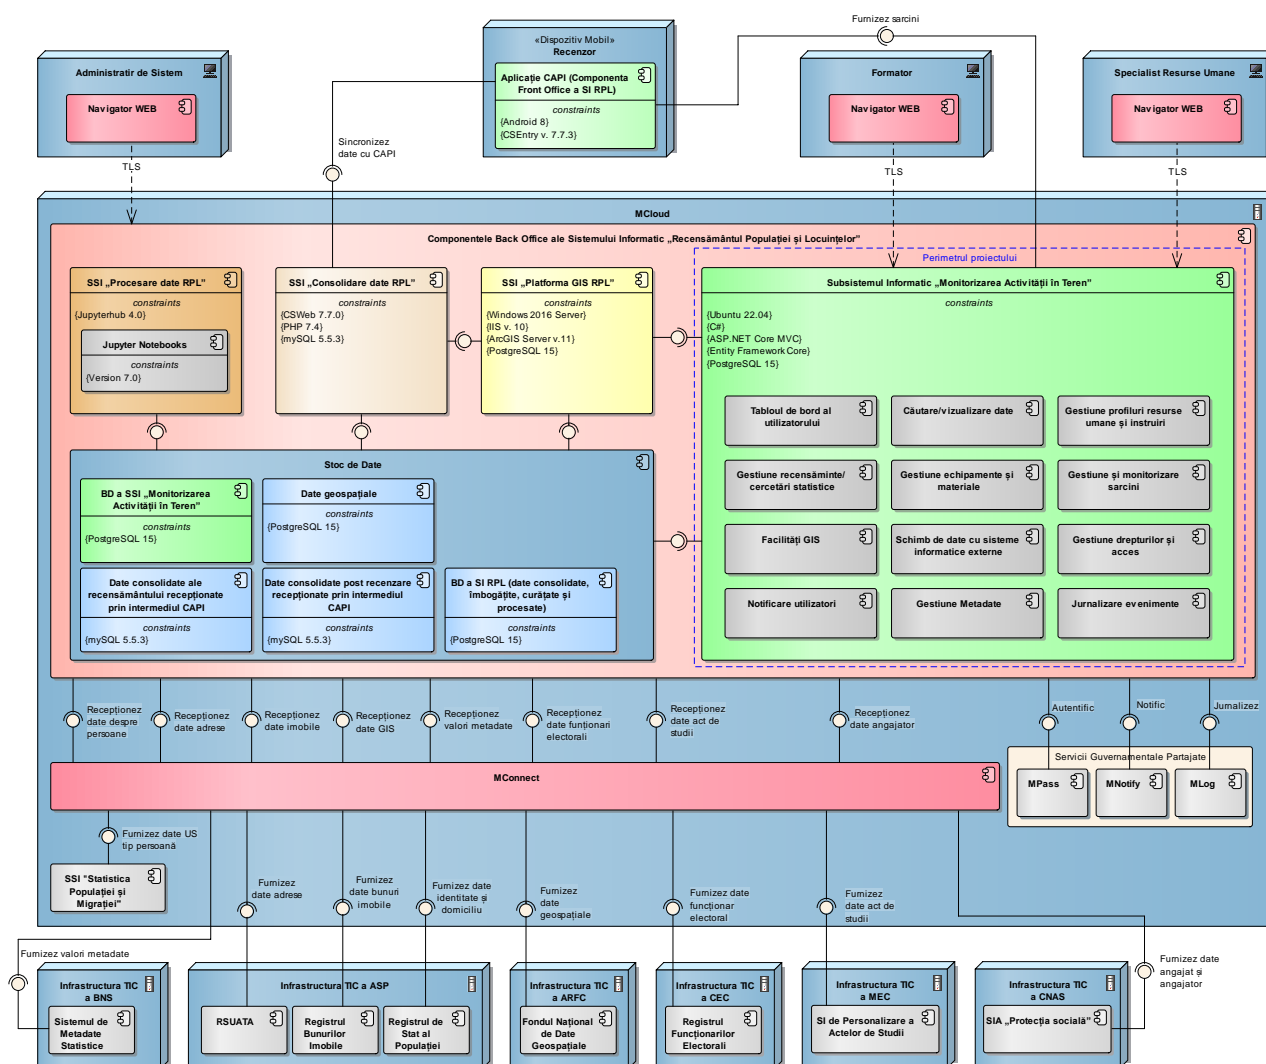 Furnizez sarcini
«Dispozitiv Mobil»
Recenzor
Aplicație CAPI (Componenta
Front Office a SI RPL)
constraints
{Android 8}
{CSEntry v. 7.7.3}
Administratir de Sistem
Navigator WEB
TLS
Formator
Navigator WEB
TLS
Specialist Resurse Umane
Navigator WEB
TLS
Sincronizez
date cu CAPI
MCloud
Componentele Back Office ale Sistemului Informatic „Recensământul Populației și Locuințelor”
Perimetrul proiectului
SSI „Procesare date RPL”
constraints
{Jupyterhub 4.0}
Jupyter Notebooks
constraints
{Version 7.0}
SSI „Consolidare date RPL”
constraints
{CSWeb 7.7.0}
{PHP 7.4}
{mySQL 5.5.3}
SSI „Platforma GIS RPL”
constraints
{Windows 2016 Server}
{IIS v. 10}
{ArcGIS Server v.11}
{PostgreSQL 15}
Subsistemul Informatic „Monitorizarea Activității în Teren”
constraints
{Ubuntu 22.04}
{C#}
{ASP.NET Core MVC}
{Entity Framework Core}
{PostgreSQL 15}
Tabloul de bord al
utilizatorului
Căutare/vizualizare date
Gestiune profiluri resurse
umane și instruiri
Gestiune recensăminte/
cercetări statistice
Gestiune echipamente și
materiale
Gestiune și monitorizare
sarcini
Facilități GIS
Schimb de date cu sisteme
informatice externe
Gestiune drepturilor și
acces
Notificare utilizatori
Gestiune Metadate
Jurnalizare evenimente
Stoc de Date
BD a SSI „Monitorizarea
Activității în Teren”
constraints
{PostgreSQL 15}
Date geospațiale
constraints
{PostgreSQL 15}
Date consolidate ale
recensământului recepționate
prin intermediul CAPI
constraints
{mySQL 5.5.3}
Date consolidate post recenzare
recepționate prin intermediul
CAPI
constraints
{mySQL 5.5.3}
BD a SI RPL (date consolidate,
îmbogățite, curățate și
procesate)
constraints
{PostgreSQL 15}
Recepționez
date despre
persoane
Recepționez
date adrese
Recepționez
date imobile
Recepționez
date GIS
Recepționez
valori metadate
Recepționez
date funționari
electorali
Recepționez
date act de
studii
Recepționez
date angajator
Autentific
Notific
Jurnalizez
Servicii Guvernamentale Partajate
MPass
MNotify
MLog
MConnect
Furnizez date US
tip persoană
SSI "Statistica
Populației și
Migrației"
Furnizez
date adrese
Furnizez
date bunuri
imobile
Furnizez date
identitate și
domiciliu
Furnizez
date
geospațiale
Furnizez date
funcționar
electoral
Furnizez
date act de
studii
Furnizez valori metadate
Furnizez date
angajat și
angajator
Infrastructura TIC
a BNS
Sistemul de
Metadate
Statistice
Infrastructura TIC a ASP
RSUATA
Registrul
Bunurilor
Imobile
Registrul de
Stat al
Populației
Infrastructura TIC
a ARFC
Fondul Național
de Date
Geospațiale
Infrastructura TIC
a CEC
Registrul
Funcționarilor
Electorali
Infrastructura TIC
a MEC
SI de Personalizare a
Actelor de Studii
Infrastructura TIC
a CNAS
SIA „Protecția socială”